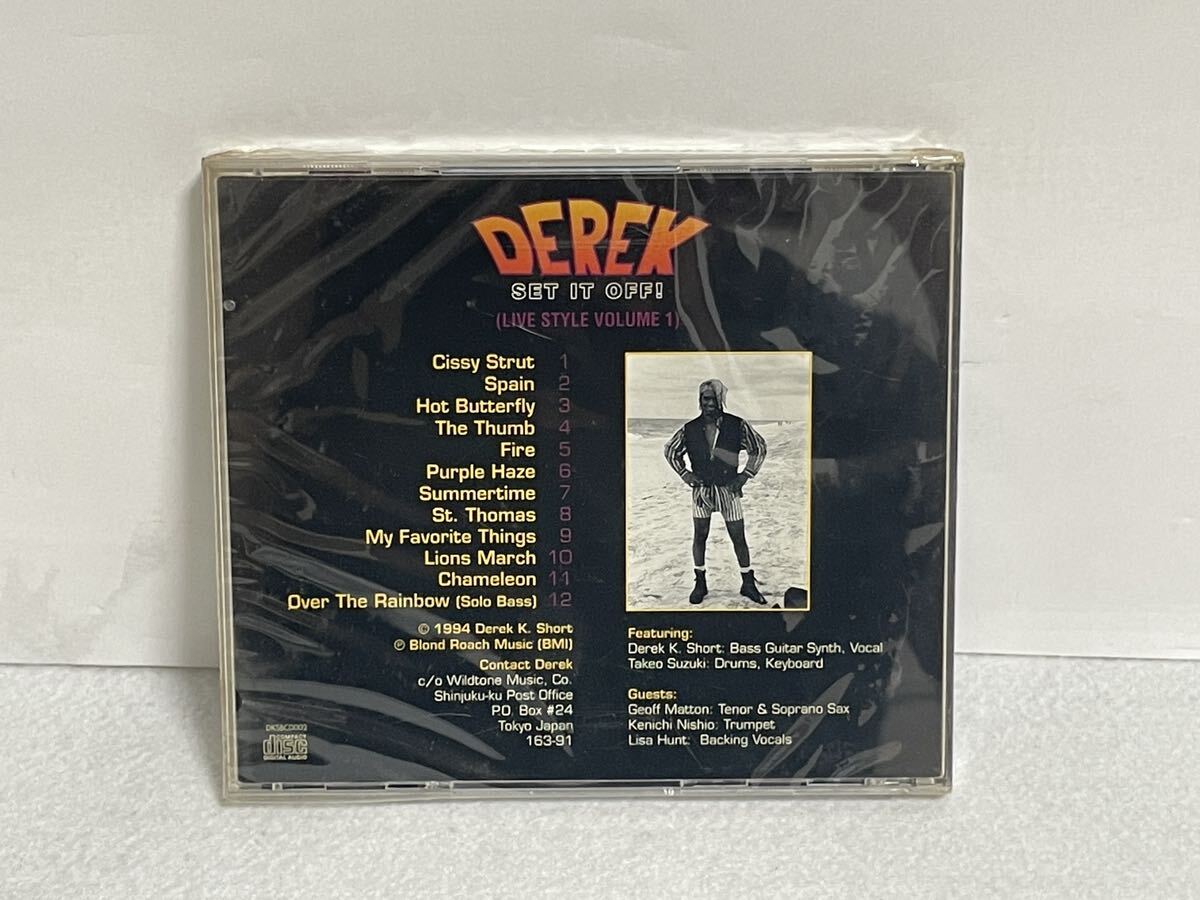 DEREK
SET IT OFF!
(LIVE STYLE VOLUME 1)
Cissy Strut 1
Spain 2
Hot Butterfly 3
The Thumb 4
Fire 5
Purple Haze 6
Summertime 7
St. Thomas 8
My Favorite Things 9
Lions March 10
Chameleon 11
Over The Rainbow (Solo Bass) 12
© 1994 Derek K. Short
℗ Blond Roach Music (BMI)
Contact Derek
c/o Wildtone Music, Co.
Shinjuku-ku Post Office
P.O. Box #24
Tokyo Japan
163-91
Featuring:
Derek K. Short: Bass Guitar Synth, Vocal
Takeo Suzuki: Drums, Keyboard
Guests:
Geoff Matton: Tenor & Soprano Sax
Kenichi Nishio: Trumpet
Lisa Hunt: Backing Vocals
COMPACT
disc
DIGITAL AUDIO